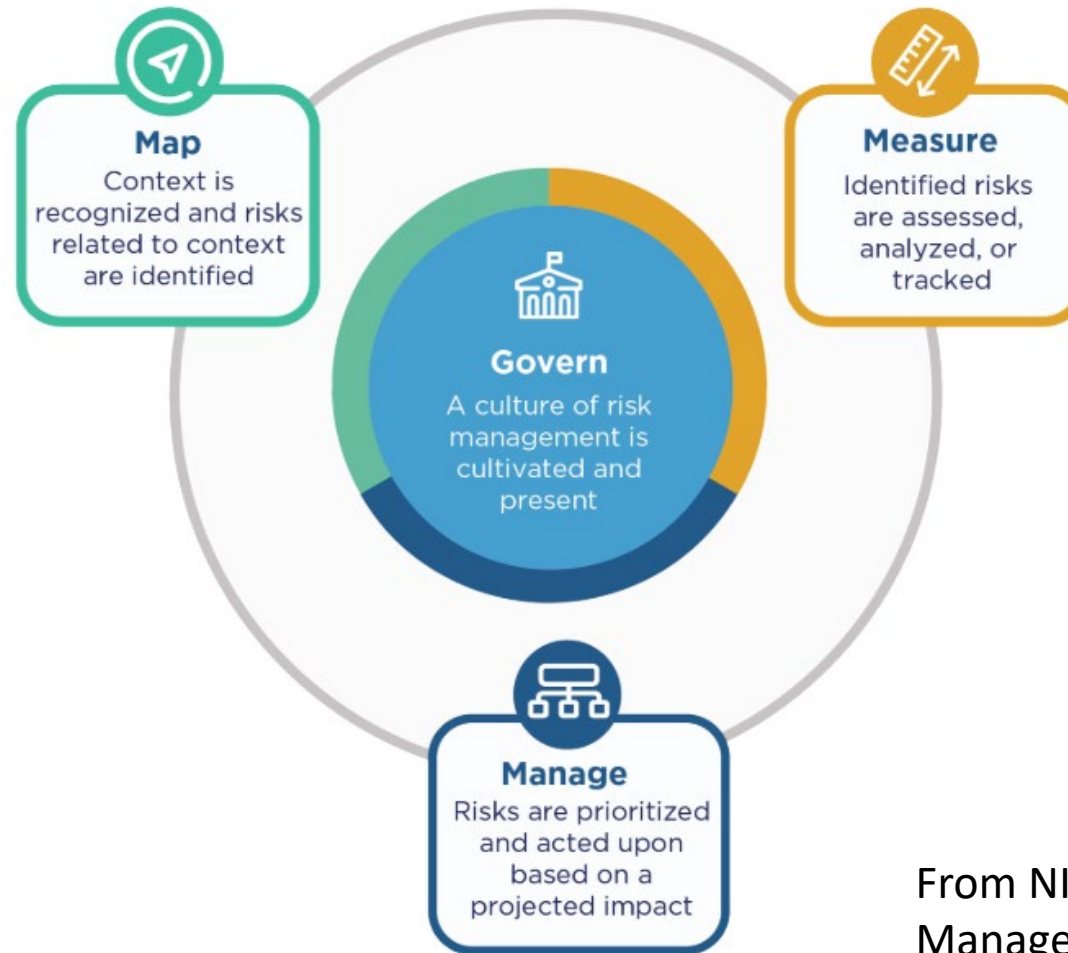 Map
Context is
recognized and risks
related to context
are identified
Measure
Identified risks
are assessed,
analyzed, or
tracked
Govern
A culture of risk
management is
cultivated and
present
Manage
Risks are prioritized
and acted upon
based on a
projected impact
From NI
Manage